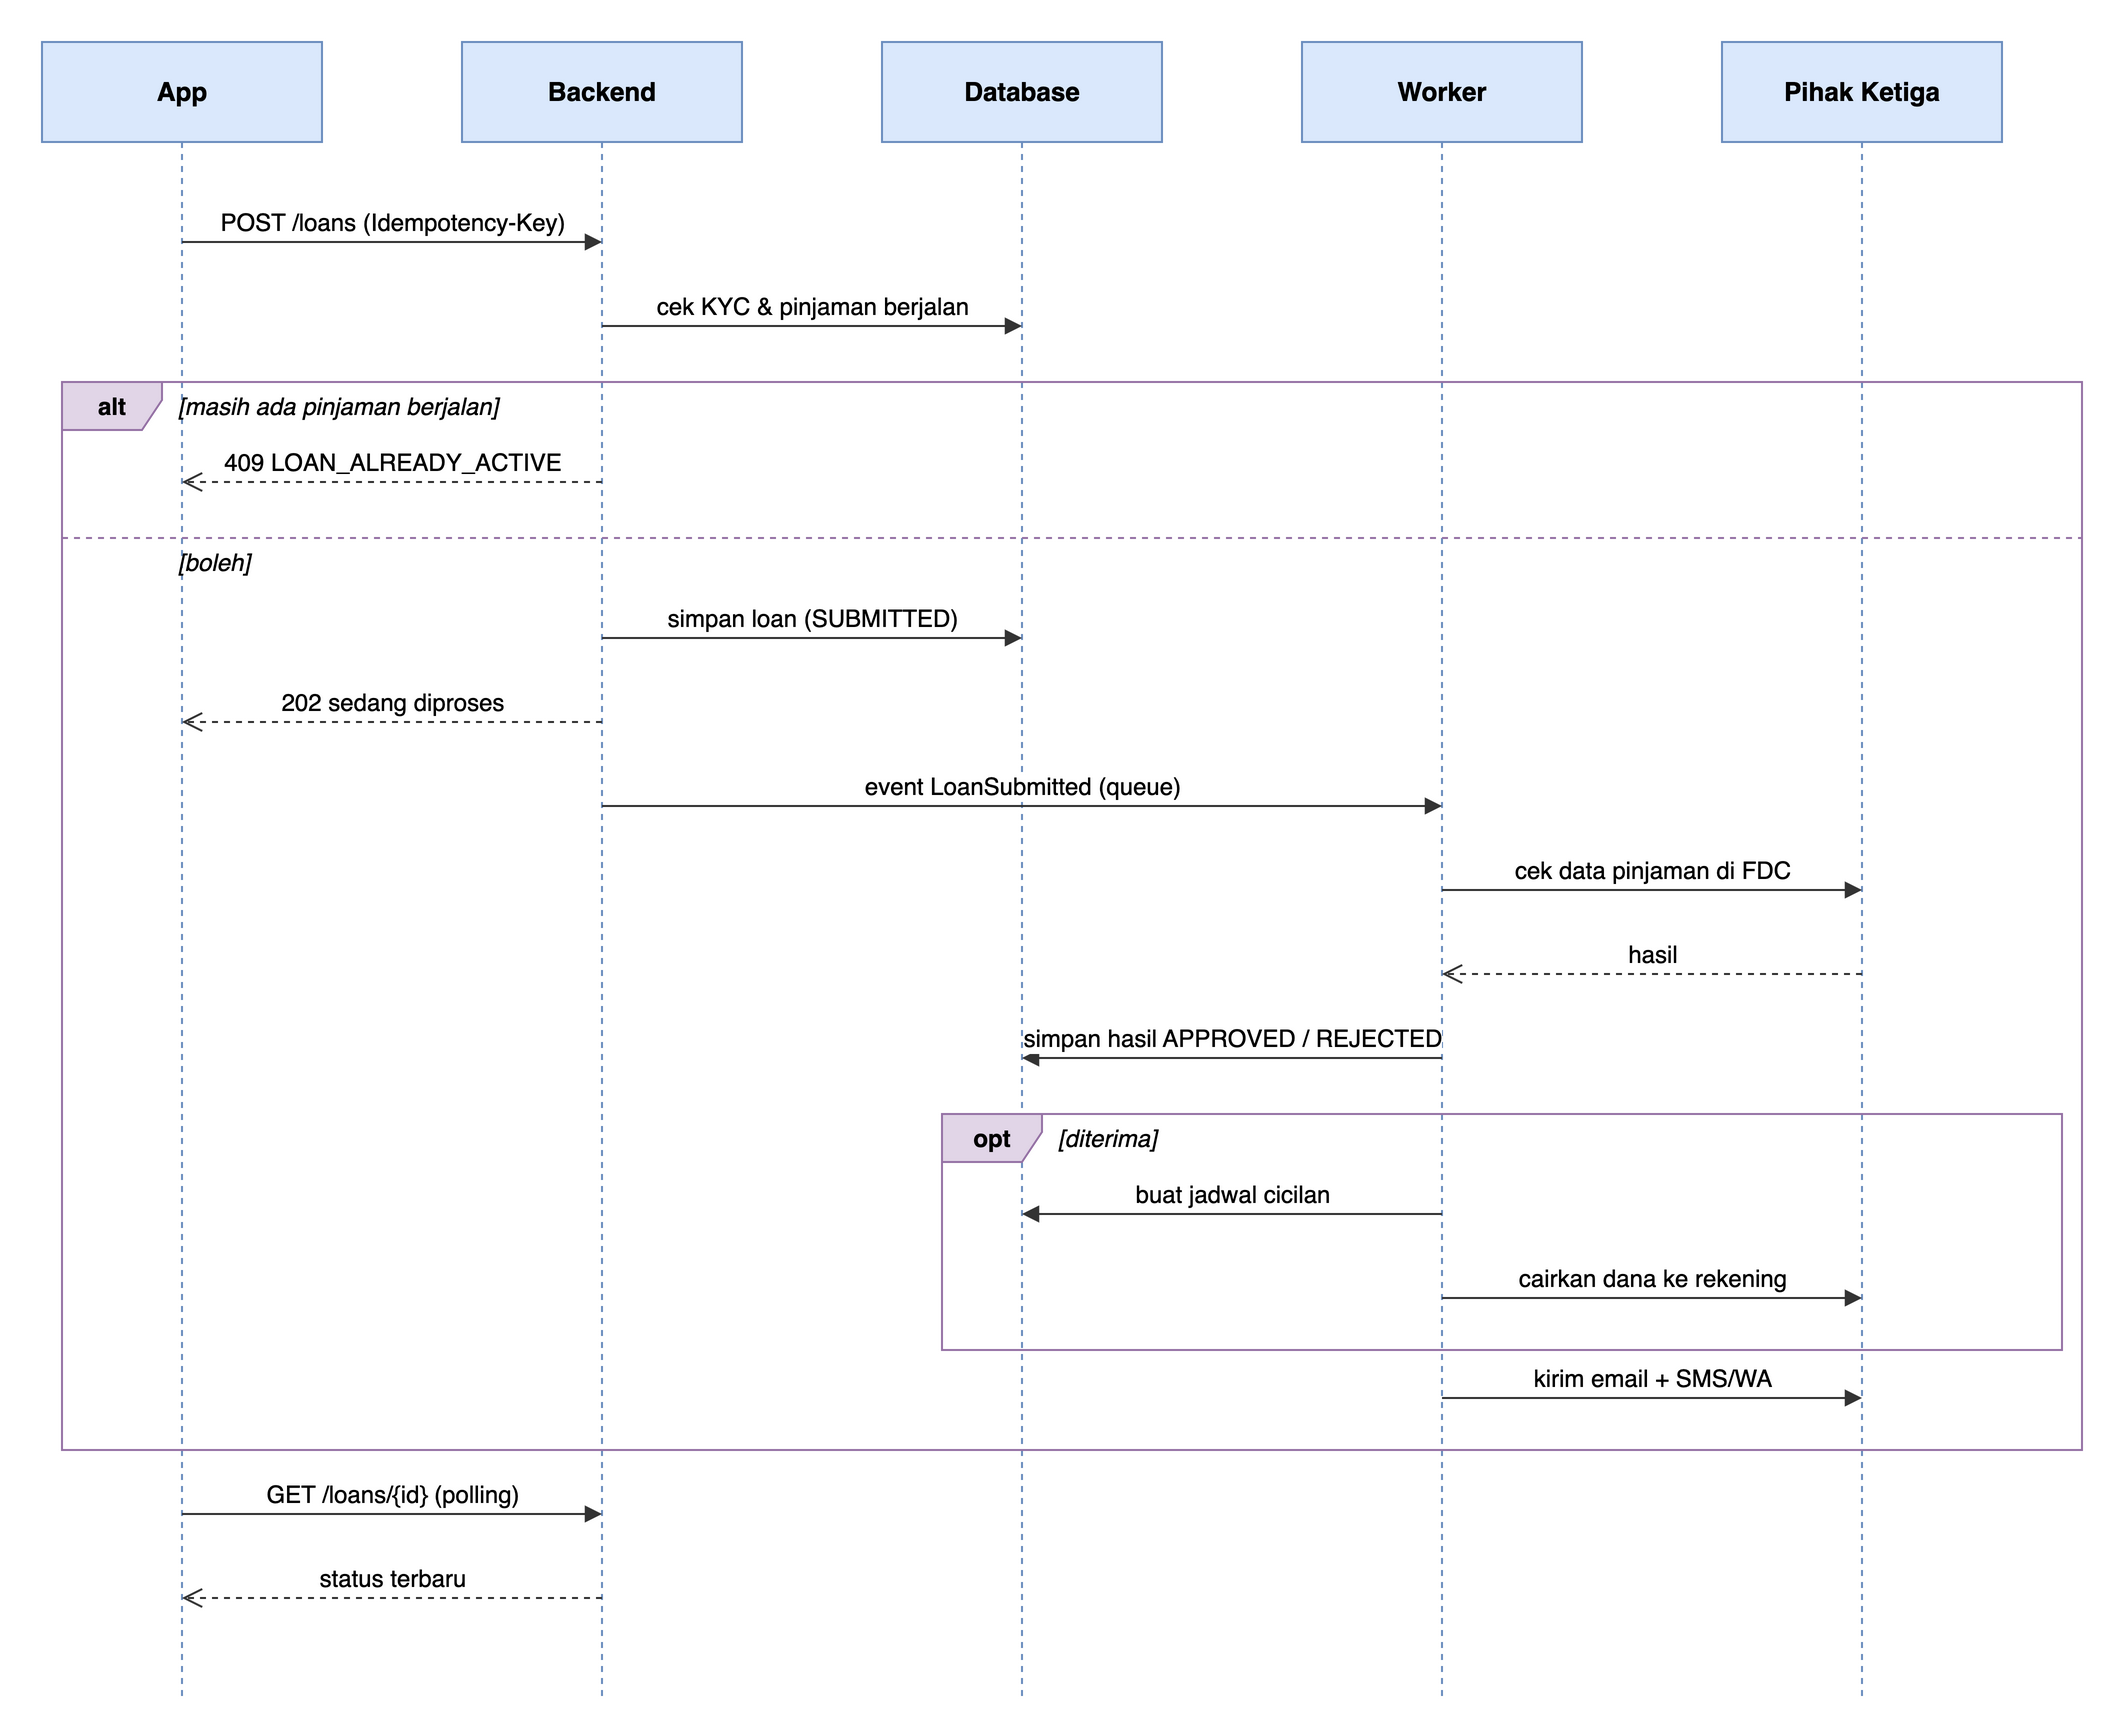 App
Backend
Database
Worker
Pihak Ketiga
POST /loans (Idempotency-Key)
cek KYC & pinjaman berjalan
alt
[masih ada pinjaman berjalan]
409 LOAN_ALREADY_ACTIVE
[boleh]
simpan loan (SUBMITTED)
202 sedang diproses
event LoanSubmitted (queue)
cek data pinjaman di FDC
hasil
simpan hasil APPROVED / REJECTED
opt
[diterima]
buat jadwal cicilan
cairkan dana ke rekening
kirim email + SMS/WA
GET /loans/{id} (polling)
status terbaru